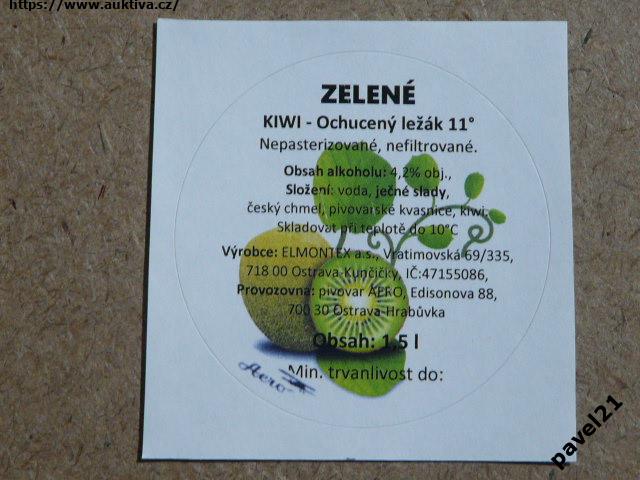 https://www.auktiva.cz/
ZELENÉ
KIWI - Ochucený ležák 11°
Nepasterizované, nefiltrované.
Obsah alkoholu: 4,2% obj.,
Složení: voda, ječné slady,
český chmel, pivovarské kvasnice, kiwi.
Skladovat při teplotě do 10°C
Výrobce: ELMONTEX a.s., Vratimovská 69/335,
718 00 Ostrava-Kunčičky, IČ:47155086,
Provozovna: pivovar AERO, Edisonova 88,
700 30 Ostrava-Hrabůvka
Obsah: 1,5 l
Min. trvanlivost do:
Aero
pavel21